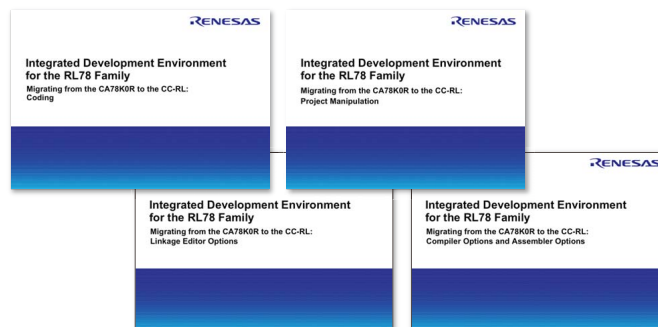 RENESAS
Integrated Development Environment
for the RL78 Family
Migrating from the CA78K0R to the CC-RL:
Coding
RENESAS
Integrated Development Environment
for the RL78 Family
Migrating from the CA78K0R to the CC-RL:
Project Manipulation
Integrated Development Environment
for the RL78 Family
Migrating from the CA78K0R to the CC-RL:
Linkage Editor Options
RENESAS
Integrated Development Environment
for the RL78 Family
Migrating from the CA78K0R to the CC-RL:
Compiler Options and Assembler Options